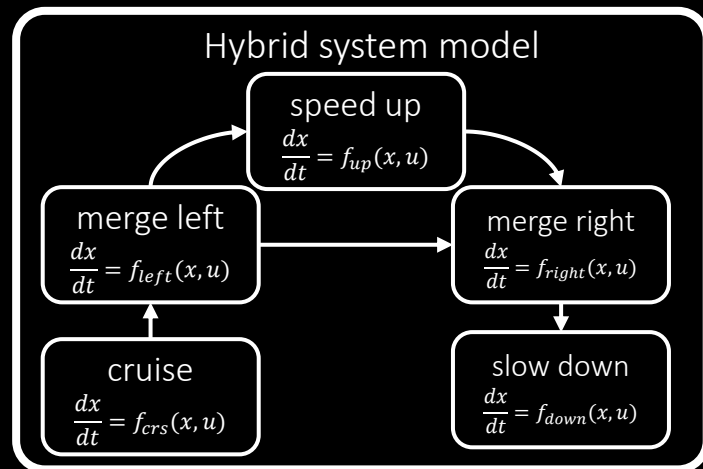 Hybrid system model
speed up
dx/dt = f_up(x, u)
merge left
dx/dt = f_left(x, u)
merge right
dx/dt = f_right(x, u)
cruise
dx/dt = f_crs(x, u)
slow down
dx/dt = f_down(x, u)